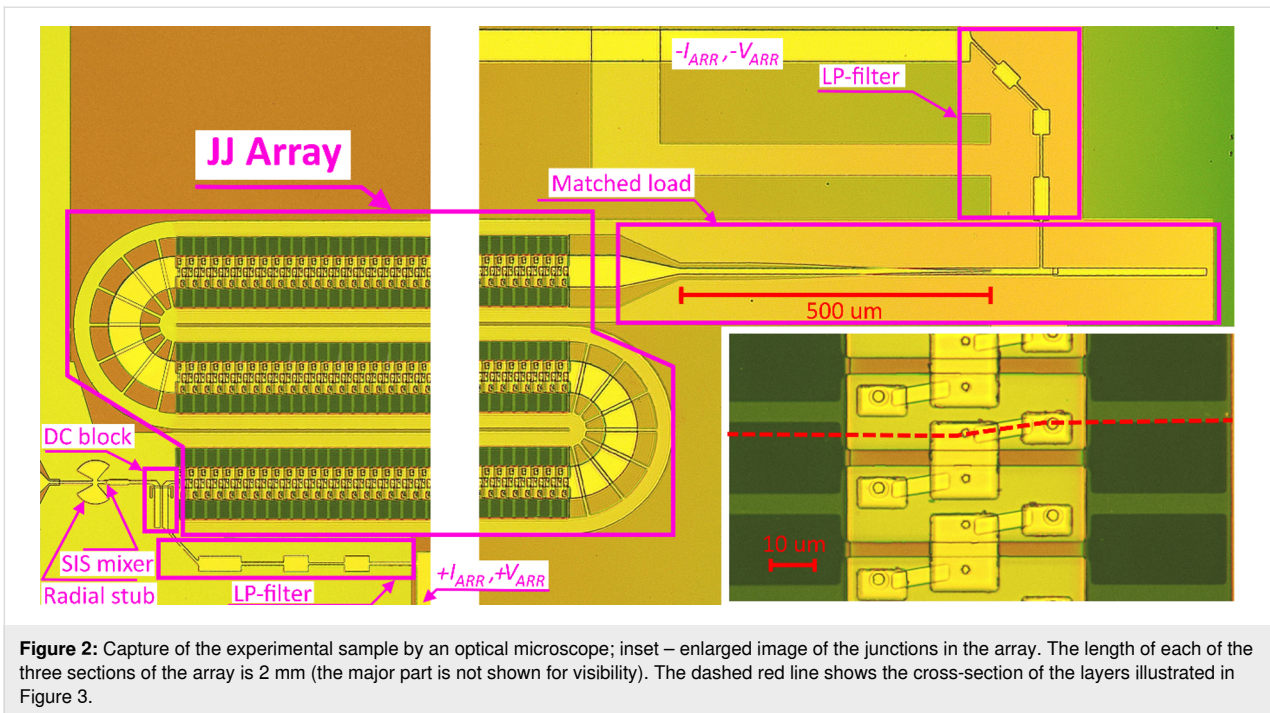 -I_ARR,-V_ARR
LP-filter
JJ Array
Matched load
500 um
DC block
10 um
SIS mixer
+I_ARR,+V_ARR
Radial stub
LP-filter
Figure 2: Capture of the experimental sample by an optical microscope; inset – enlarged image of the junctions in the array. The length of each of the
three sections of the array is 2 mm (the major part is not shown for visibility). The dashed red line shows the cross-section of the layers illustrated in
Figure 3.